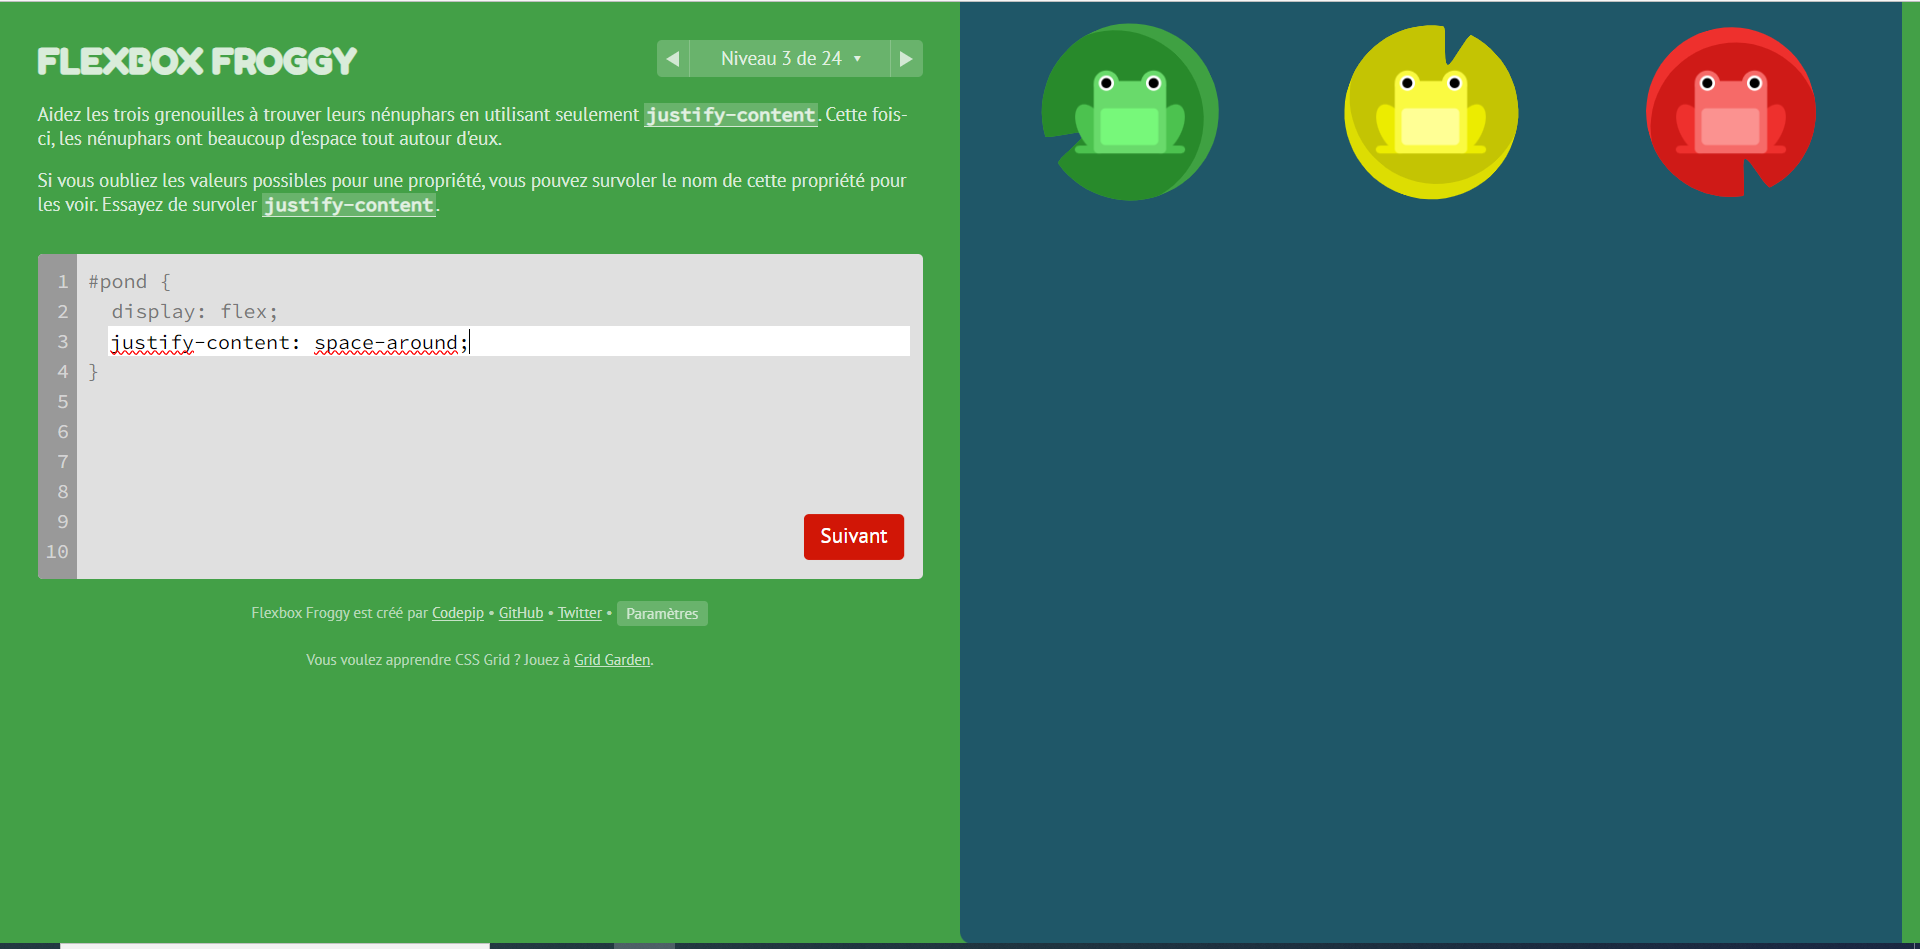 FLEXBOX FROGGY
Niveau 3 de 24
Aidez les trois grenouilles à trouver leurs nénuphars en utilisant seulement justify-content. Cette fois-
ci, les nénuphars ont beaucoup d'espace tout autour d'eux.
Si vous oubliez les valeurs possibles pour une propriété, vous pouvez survoler le nom de cette propriété pour
les voir. Essayez de survoler justify-content.
1 #pond {
2 display: flex;
3 justify-content: space-around;
4 }
5
6
7
8
9
10
Suivant
Flexbox Froggy est créé par Codepip • GitHub • Twitter • Paramètres
Vous voulez apprendre CSS Grid ? Jouez à Grid Garden.